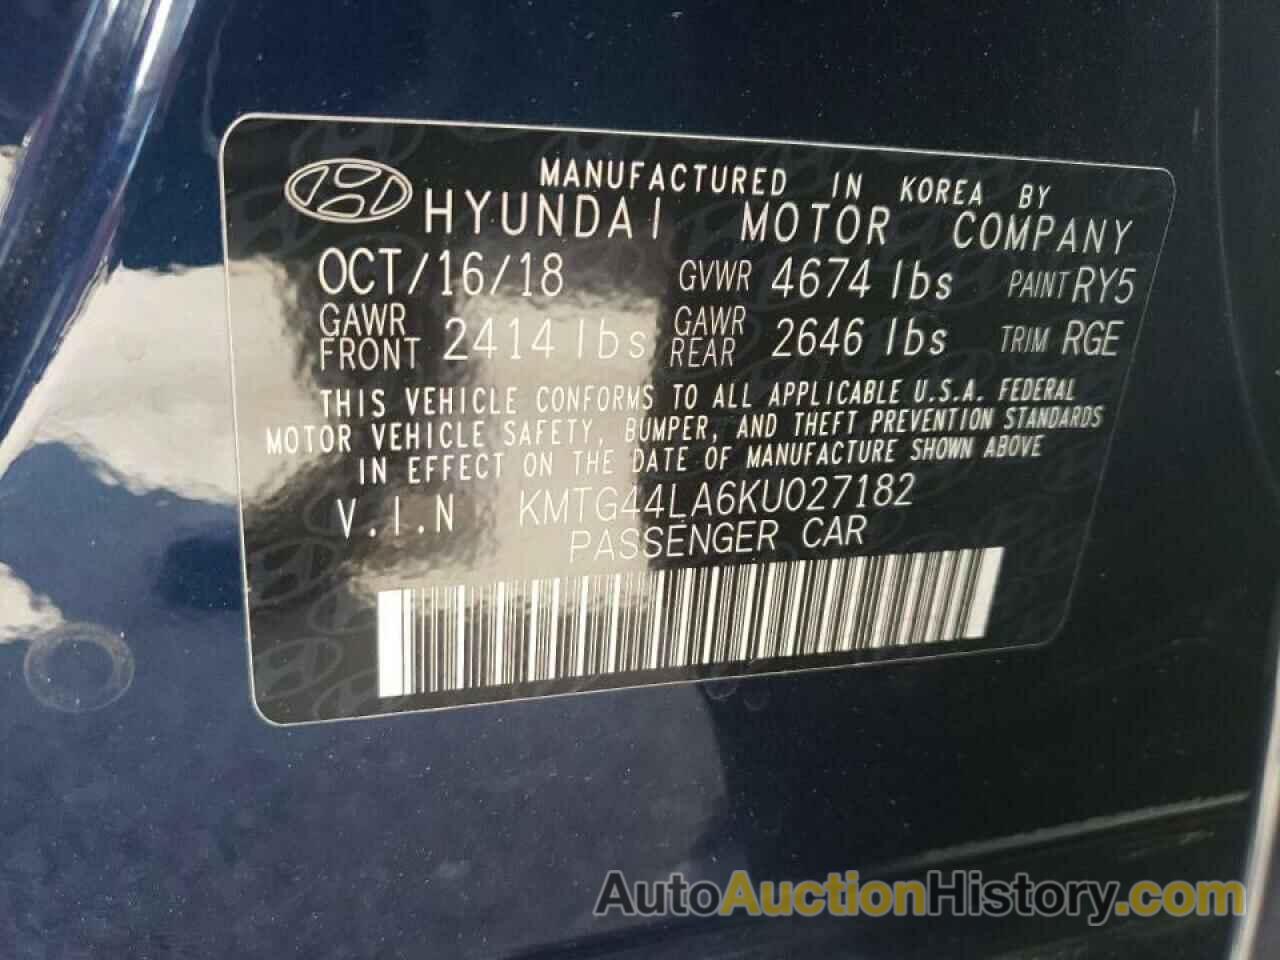 MANUFACTURED IN KOREA BY
HYUNDAI MOTOR COMPANY
OCT/16/18 GVWR 4674 lbs PAINT RY5
GAWR FRONT 2414 lbs GAWR REAR 2646 lbs TRIM RGE
THIS VEHICLE CONFORMS TO ALL APPLICABLE U.S.A. FEDERAL
MOTOR VEHICLE SAFETY, BUMPER, AND THEFT PREVENTION STANDARDS
IN EFFECT ON THE DATE OF MANUFACTURE SHOWN ABOVE
V.I.N KMTG44LA6KU027182
PASSENGER CAR
AutoAuctionHistory.com